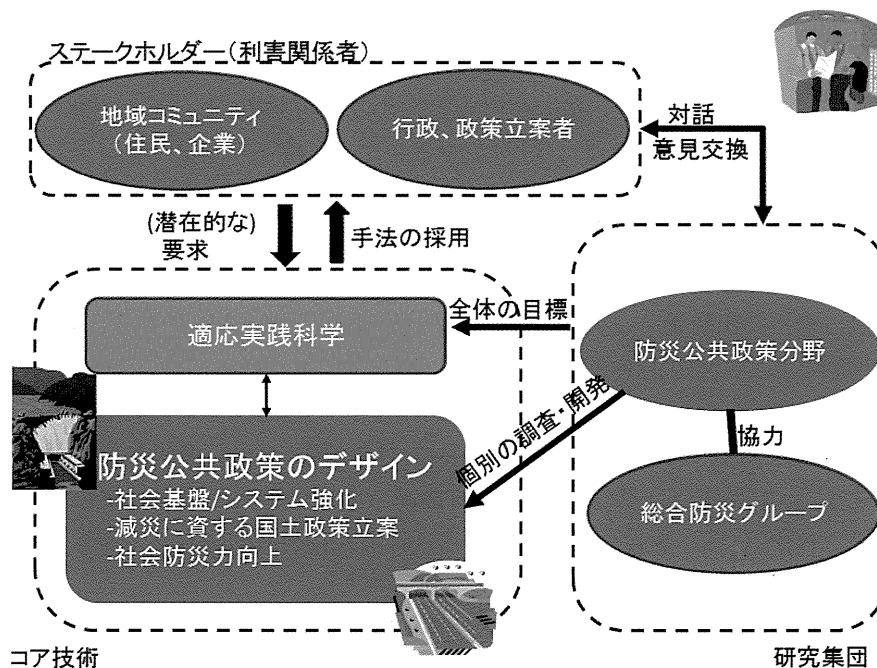 ステークホルダー(利害関係者)
地域コミュニティ
(住民、企業)
行政、政策立案者
対話
意見交換
(潜在的な)
要求
手法の採用
適応実践科学
全体の目標
防災公共政策分野
個別の調査・開発
協力
防災公共政策のデザイン
-社会基盤/システム強化
-減災に資する国土政策立案
-社会防災力向上
総合防災グループ
コア技術
研究集団